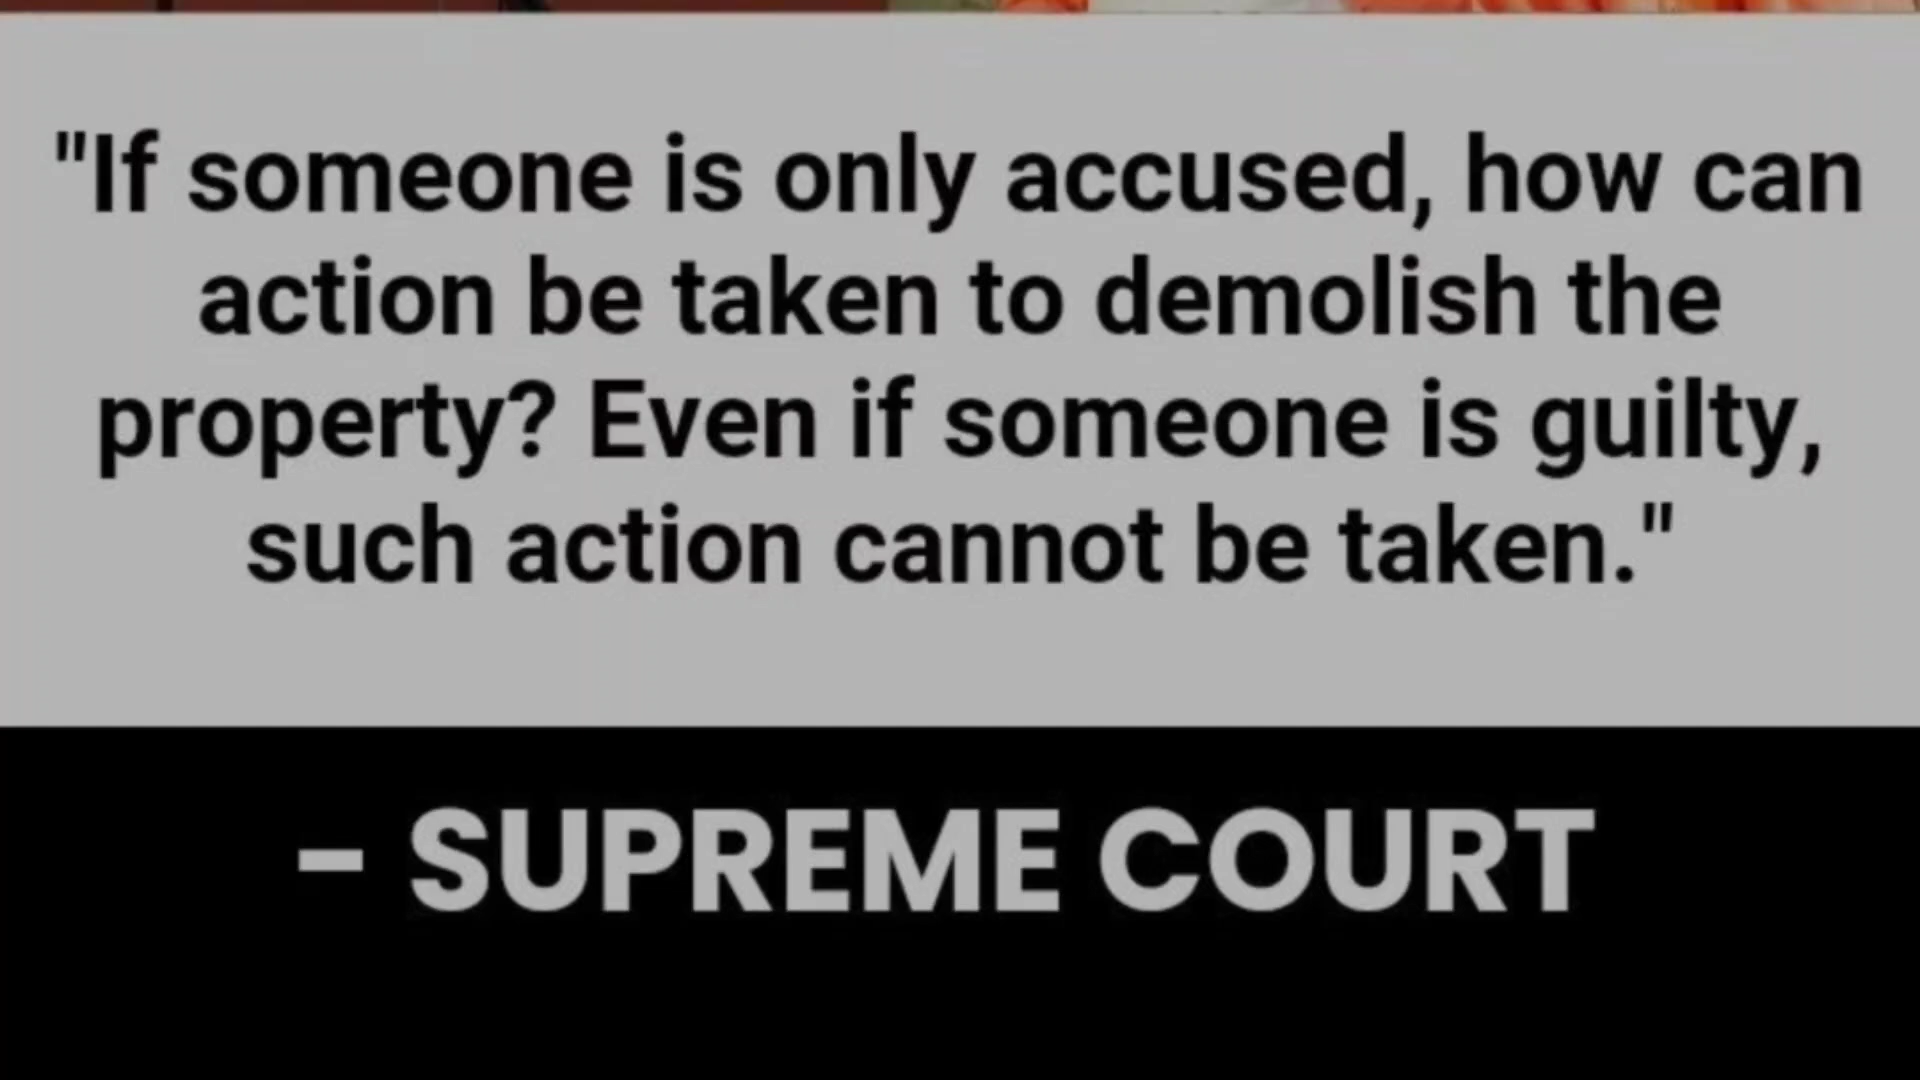 "If someone is only accused, how can
action be taken to demolish the
property? Even if someone is guilty,
such action cannot be taken."
- SUPREME COURT